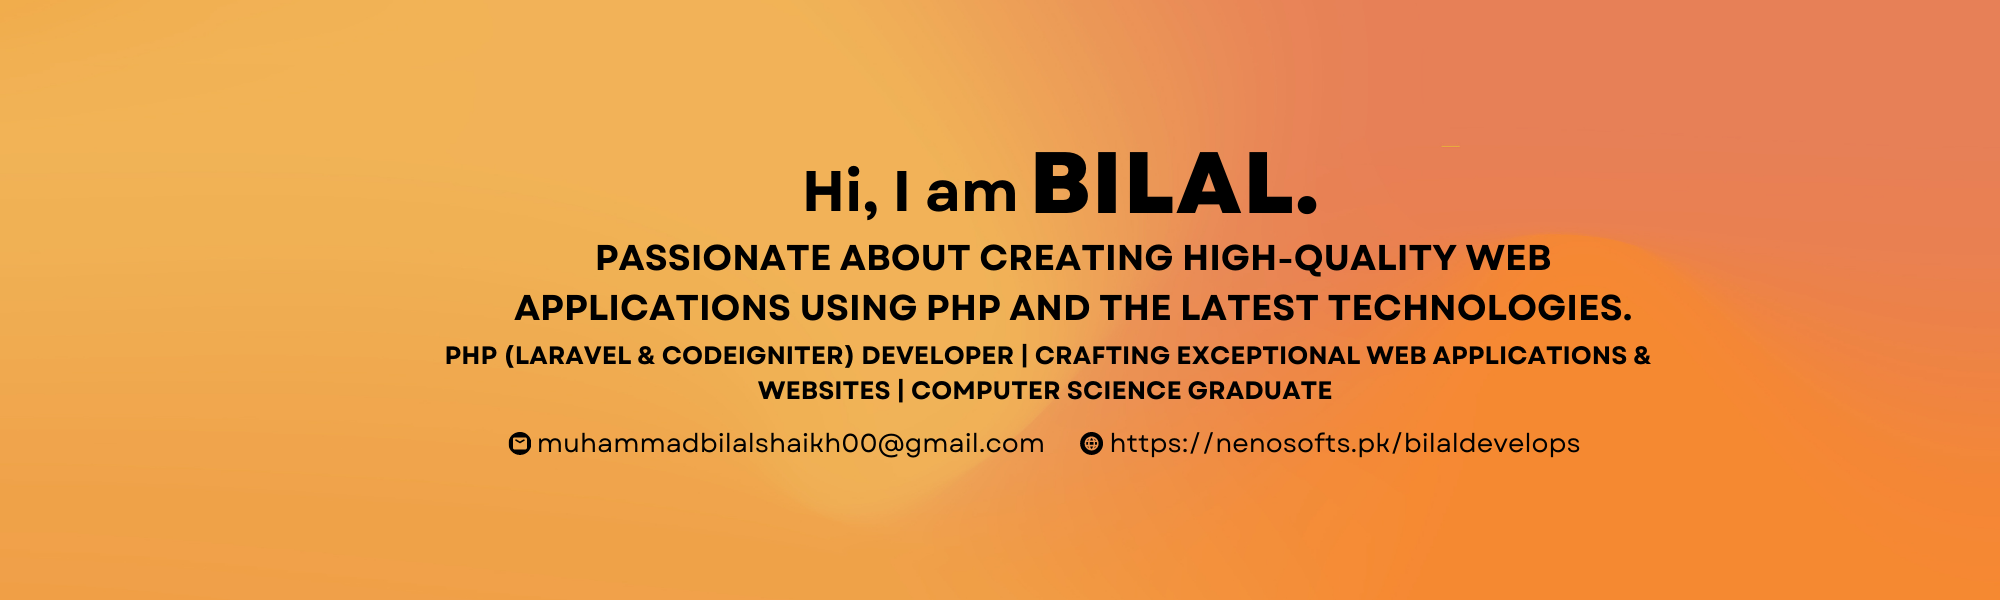 Hi, I am BILAL.
PASSIONATE ABOUT CREATING HIGH-QUALITY WEB
APPLICATIONS USING PHP AND THE LATEST TECHNOLOGIES.
PHP (LARAVEL & CODEIGNITER) DEVELOPER | CRAFTING EXCEPTIONAL WEB APPLICATIONS &
WEBSITES | COMPUTER SCIENCE GRADUATE
muhammadbilalshaikh00@gmail.com https://nenosofts.pk/bilaldevelops